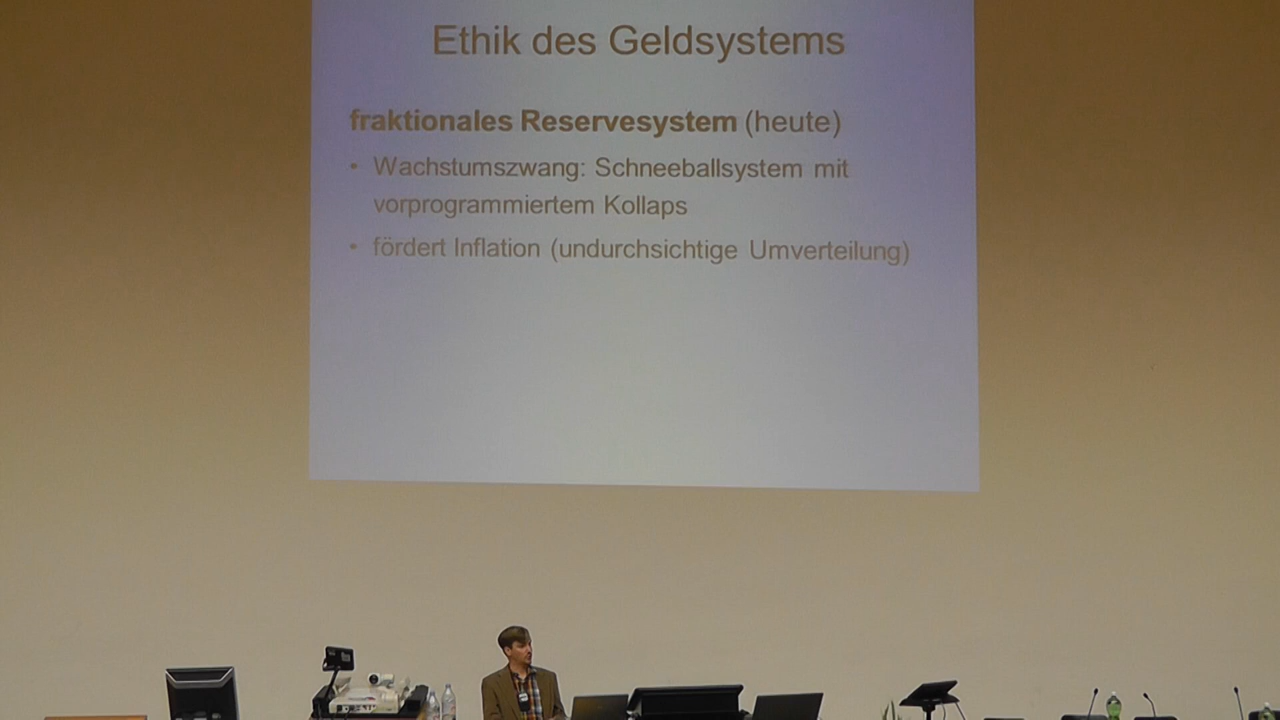 Ethik des Geldsystems
fraktionales Reservesystem (heute)
• Wachstumszwang: Schneeballsystem mit
vorprogrammiertem Kollaps
• fördert Inflation (undurchsichtige Umverteilung)